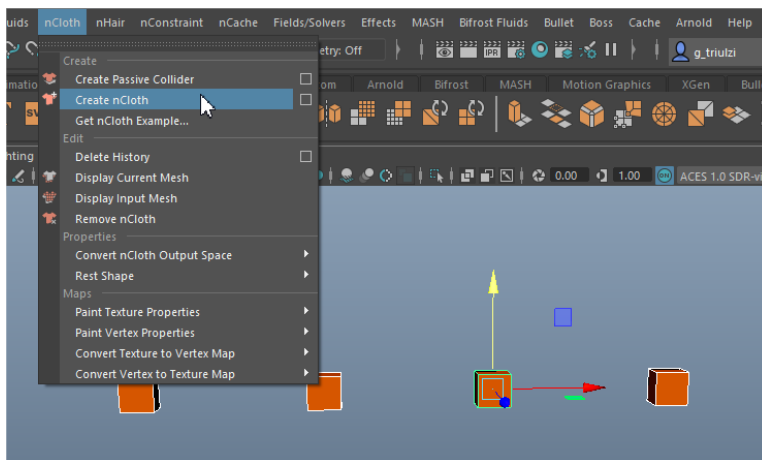 uids nCloth nHair nConstraint nCache Fields/Solvers Effects MASH Bifrost Fluids Bullet Boss Cache Arnold Help
etry: Off IPR g_triulzi
Create
Create Passive Collider
Create nCloth
Get nCloth Example...
Edit
Delete History
Display Current Mesh
Display Input Mesh
Remove nCloth
Properties
Convert nCloth Output Space
Rest Shape
Maps
Paint Texture Properties
Paint Vertex Properties
Convert Texture to Vertex Map
Convert Vertex to Texture Map
imatio om Arnold Bifrost MASH Motion Graphics XGen Bull
SV
hting
0.00 1.00 ON ACES 1.0 SDR-vi